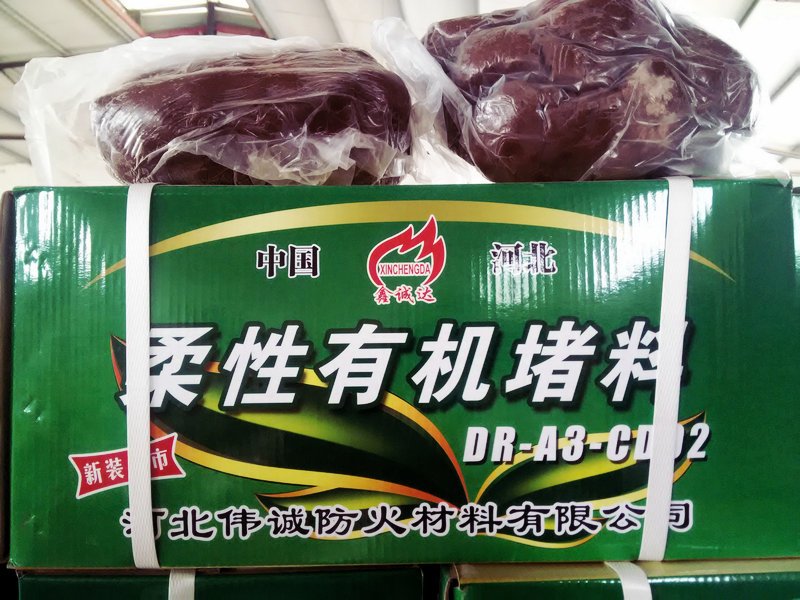 中国
河北
XINCHENGDA
鑫诚达
柔性有机堵料
DR-A3-CD02
新装 市
河北伟诚防火材料有限公司